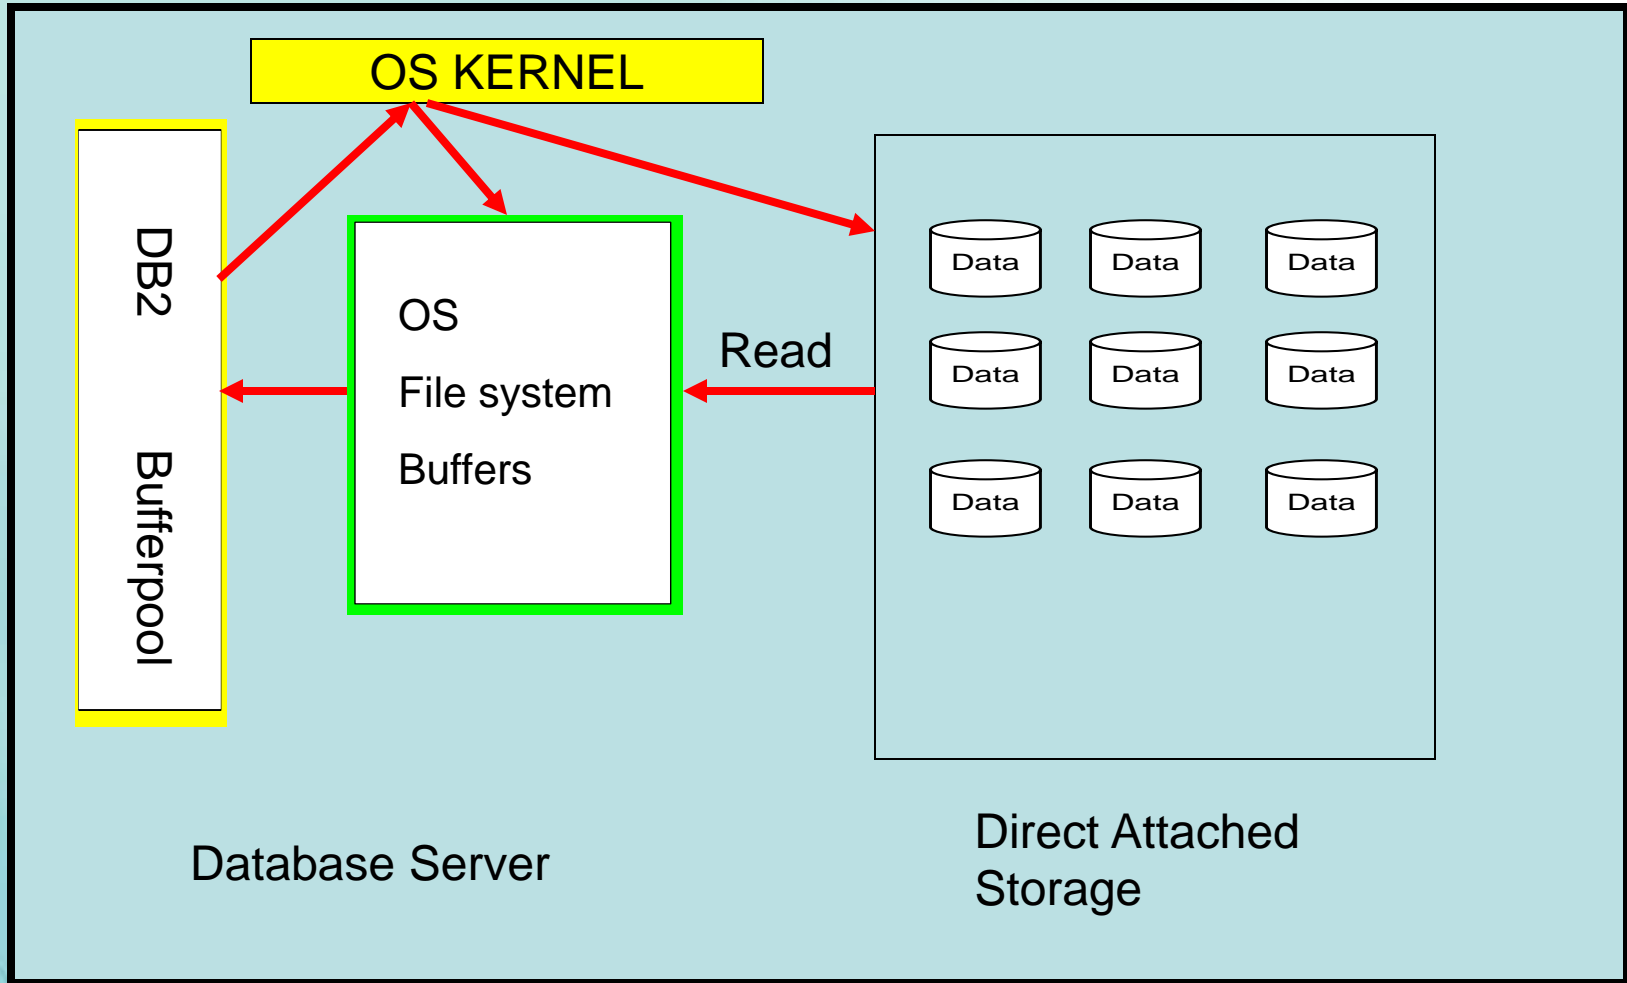 OS KERNEL
DB2 Bufferpool
OS
File system
Buffers
Read
Data Data Data
Data Data Data
Data Data Data
Database Server
Direct Attached
Storage